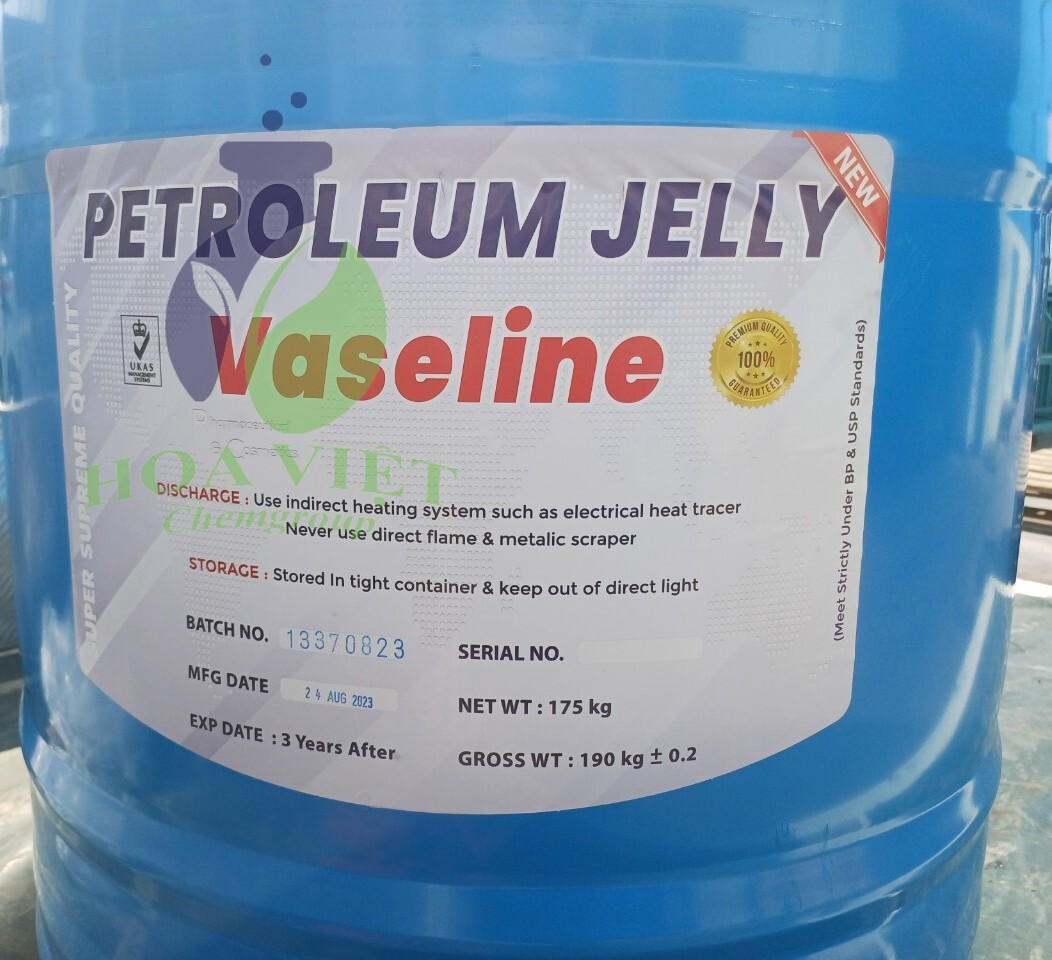 PETROLEUM JELLY
NEW
Vaseline
UKAS
MANAGEMENT
SYSTEMS
PREMIUM QUALITY
100%
GUARANTEED
SUPER SUPREME QUALITY
(Meet Strictly Under BP & USP Standards)
Pharmaceutical
& Cosmetics
HOA VIỆT
Chemgroup
DISCHARGE : Use indirect heating system such as electrical heat tracer
Never use direct flame & metalic scraper
STORAGE : Stored In tight container & keep out of direct light
BATCH NO. 13370823
SERIAL NO.
MFG DATE 24 AUG 2023
NET WT : 175 kg
EXP DATE : 3 Years After
GROSS WT : 190 kg ± 0.2